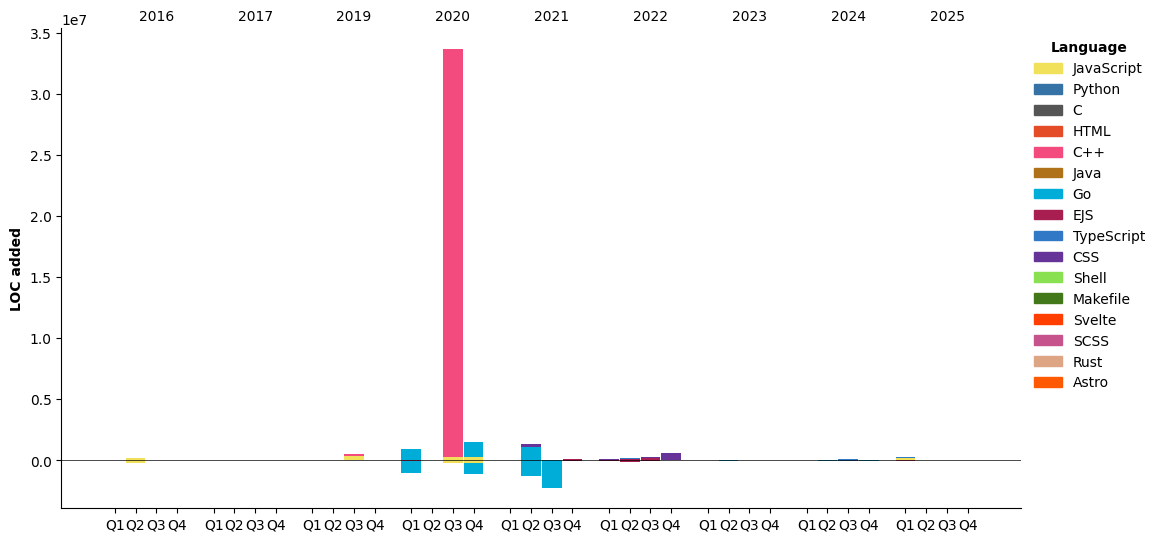 2016 2017 2019 2020 2021 2022 2023 2024 2025
1e7
3.5
3.0
2.5
2.0
1.5
1.0
0.5
0.0
LOC added
Q1 Q2 Q3 Q4 Q1 Q2 Q3 Q4 Q1 Q2 Q3 Q4 Q1 Q2 Q3 Q4 Q1 Q2 Q3 Q4 Q1 Q2 Q3 Q4 Q1 Q2 Q3 Q4 Q1 Q2 Q3 Q4 Q1 Q2 Q3 Q4
Language
JavaScript
Python
C
HTML
C++
Java
Go
EJS
TypeScript
CSS
Shell
Makefile
Svelte
SCSS
Rust
Astro